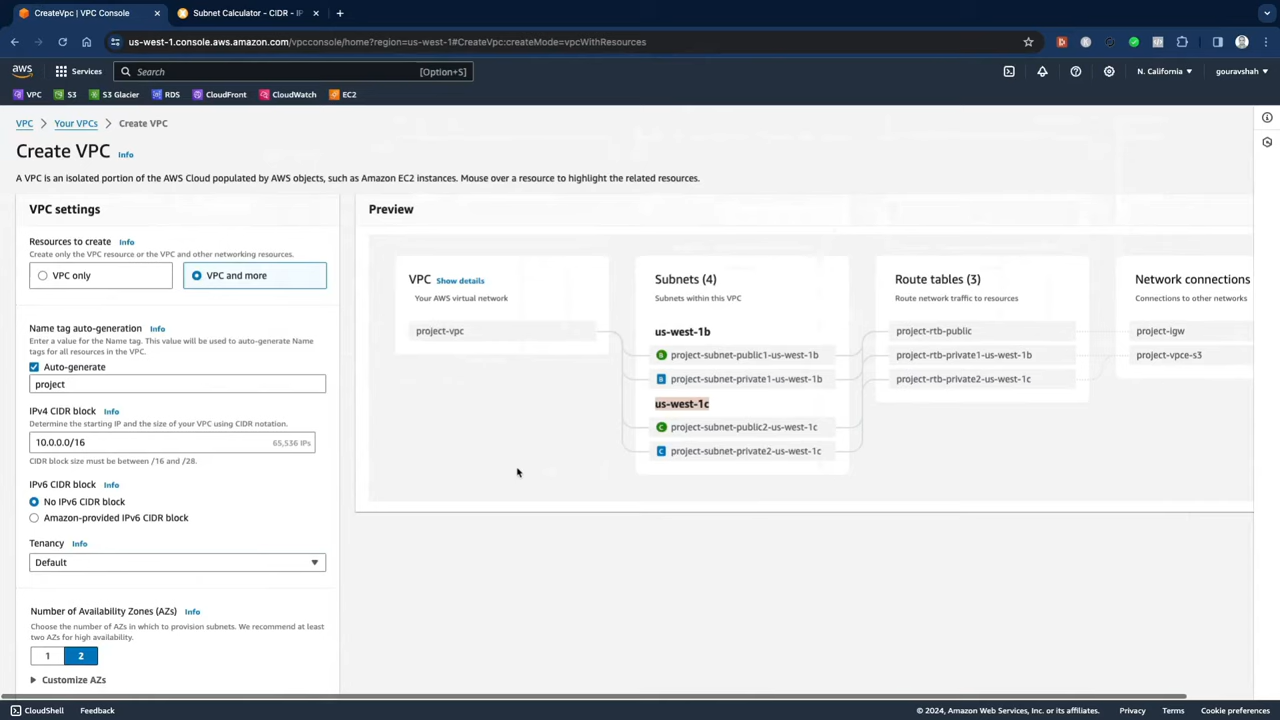 CreateVpc | VPC Console
Subnet Calculator - CIDR - IP
us-west-1.console.aws.amazon.com/vpcconsole/home?region=us-west-1#CreateVpc:createMode=vpcWithResources
aws
Services
Search
[Option+S]
N. California
gouravshah
VPC
S3
S3 Glacier
RDS
CloudFront
CloudWatch
EC2
VPC
Your VPCs
Create VPC
Create VPC Info
A VPC is an isolated portion of the AWS Cloud populated by AWS objects, such as Amazon EC2 instances. Mouse over a resource to highlight the related resources.
VPC settings
Resources to create Info
Create only the VPC resource or the VPC and other networking resources.
VPC only
VPC and more
Name tag auto-generation Info
Enter a value for the Name tag. This value will be used to auto-generate Name
tags for all resources in the VPC.
Auto-generate
project
IPv4 CIDR block Info
Determine the starting IP and the size of your VPC using CIDR notation.
10.0.0.0/16
65,536 IPs
CIDR block size must be between /16 and /28.
IPv6 CIDR block Info
No IPv6 CIDR block
Amazon-provided IPv6 CIDR block
Tenancy Info
Default
Number of Availability Zones (AZs) Info
Choose the number of AZs in which to provision subnets. We recommend at least
two AZs for high availability.
1
2
Customize AZs
Preview
VPC Show details
Your AWS virtual network
project-vpc
Subnets (4)
Subnets within this VPC
us-west-1b
B project-subnet-public1-us-west-1b
B project-subnet-private1-us-west-1b
us-west-1c
C project-subnet-public2-us-west-1c
C project-subnet-private2-us-west-1c
Route tables (3)
Route network traffic to resources
project-rtb-public
project-rtb-private1-us-west-1b
project-rtb-private2-us-west-1c
Network connections
Connections to other networks
project-igw
project-vpce-s3
CloudShell
Feedback
© 2024, Amazon Web Services, Inc. or its affiliates.
Privacy
Terms
Cookie preferences